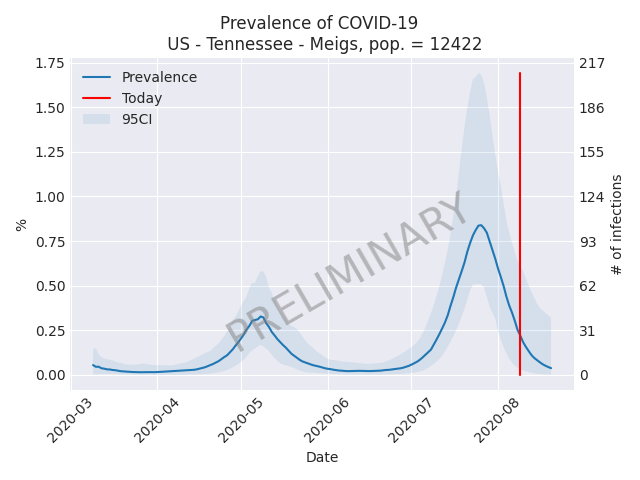 Prevalence of COVID-19
US - Tennessee - Meigs, pop. = 12422
1.75
1.50
1.25
1.00
0.75
0.50
0.25
0.00
%
217
186
155
124
93
62
31
0
# of infections
Prevalence
Today
95CI
PRELIMINARY
2020-03
2020-04
2020-05
2020-06
2020-07
2020-08
Date